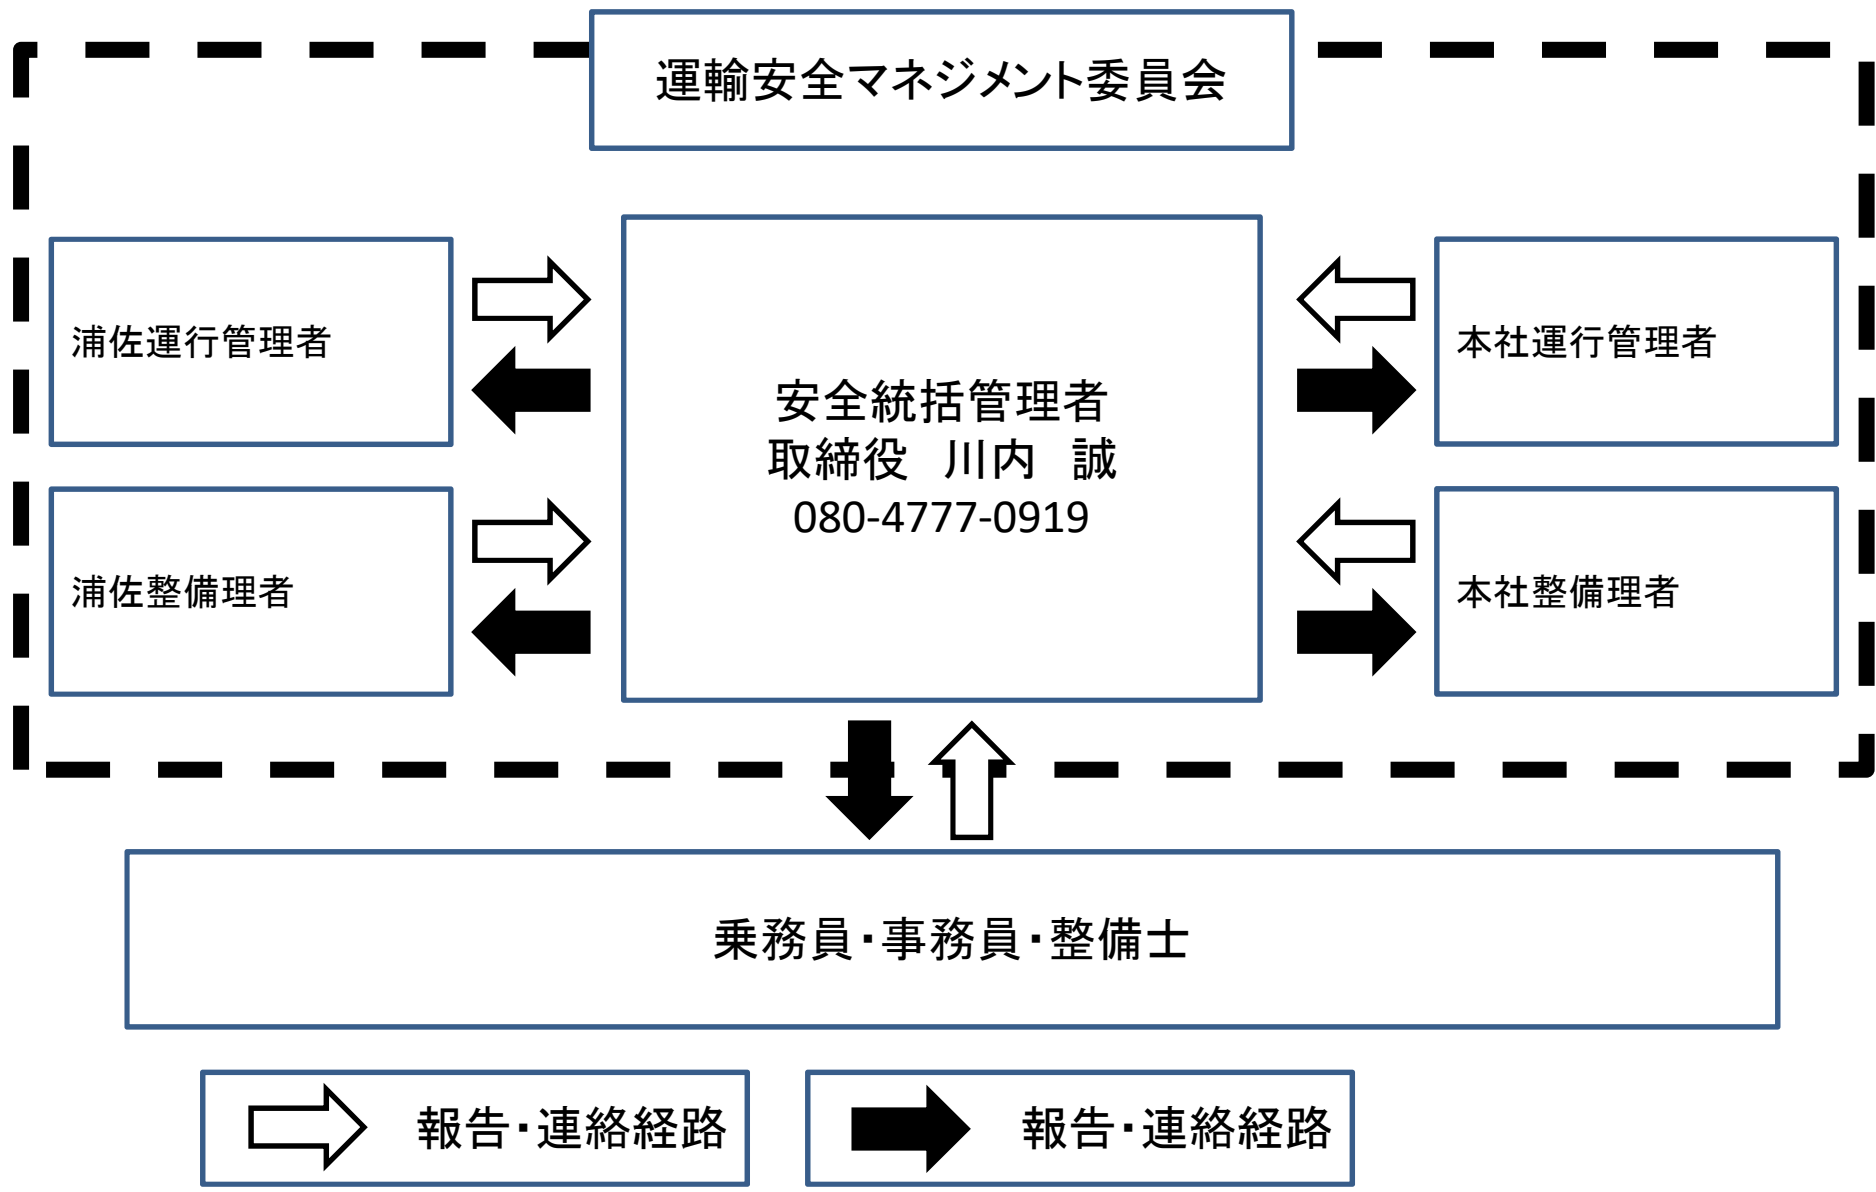 運輸安全マネジメント委員会
浦佐運行管理者
安全統括管理者
取締役　川内　誠
080-4777-0919
本社運行管理者
浦佐整備理者
本社整備理者
乗務員・事務員・整備士
報告・連絡経路
報告・連絡経路